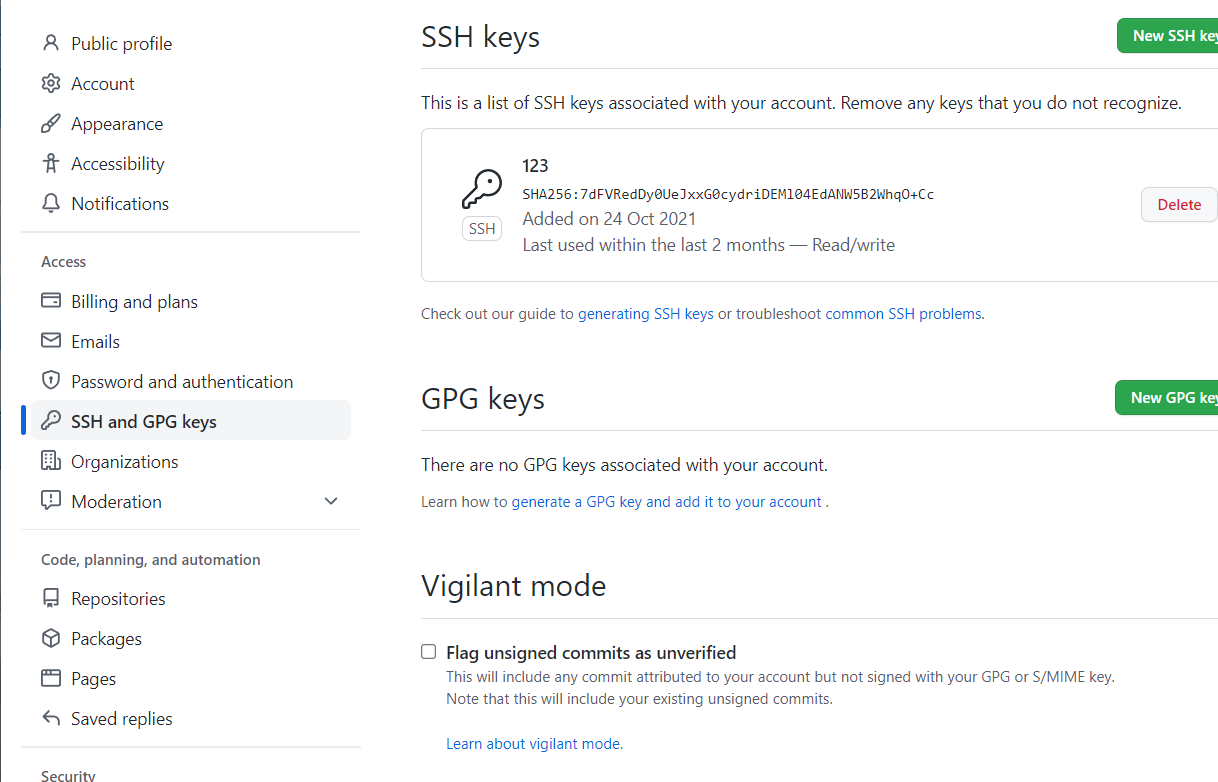 Public profile
Account
Appearance
Accessibility
Notifications
Access
Billing and plans
Emails
Password and authentication
SSH and GPG keys
Organizations
Moderation
Code, planning, and automation
Repositories
Packages
Pages
Saved replies
Security
SSH keys
New SSH key
This is a list of SSH keys associated with your account. Remove any keys that you do not recognize.
123
SHA256:7dFVRedDy0UeJxxG0cydriDEMl04EdANW5B2WhqO+Cc
SSH
Added on 24 Oct 2021
Last used within the last 2 months — Read/write
Delete
Check out our guide to generating SSH keys or troubleshoot common SSH problems.
GPG keys
New GPG key
There are no GPG keys associated with your account.
Learn how to generate a GPG key and add it to your account .
Vigilant mode
Flag unsigned commits as unverified
This will include any commit attributed to your account but not signed with your GPG or S/MIME key.
Note that this will include your existing unsigned commits.
Learn about vigilant mode.